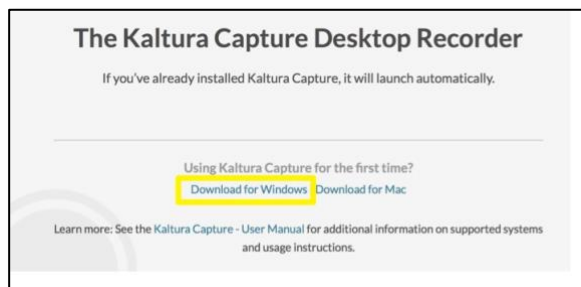 The Kaltura Capture Desktop Recorder
If you've already installed Kaltura Capture, it will launch automatically.
Using Kaltura Capture for the first time?
Download for Windows Download for Mac
Learn more: See the Kaltura Capture - User Manual for additional information on supported systems
and usage instructions.